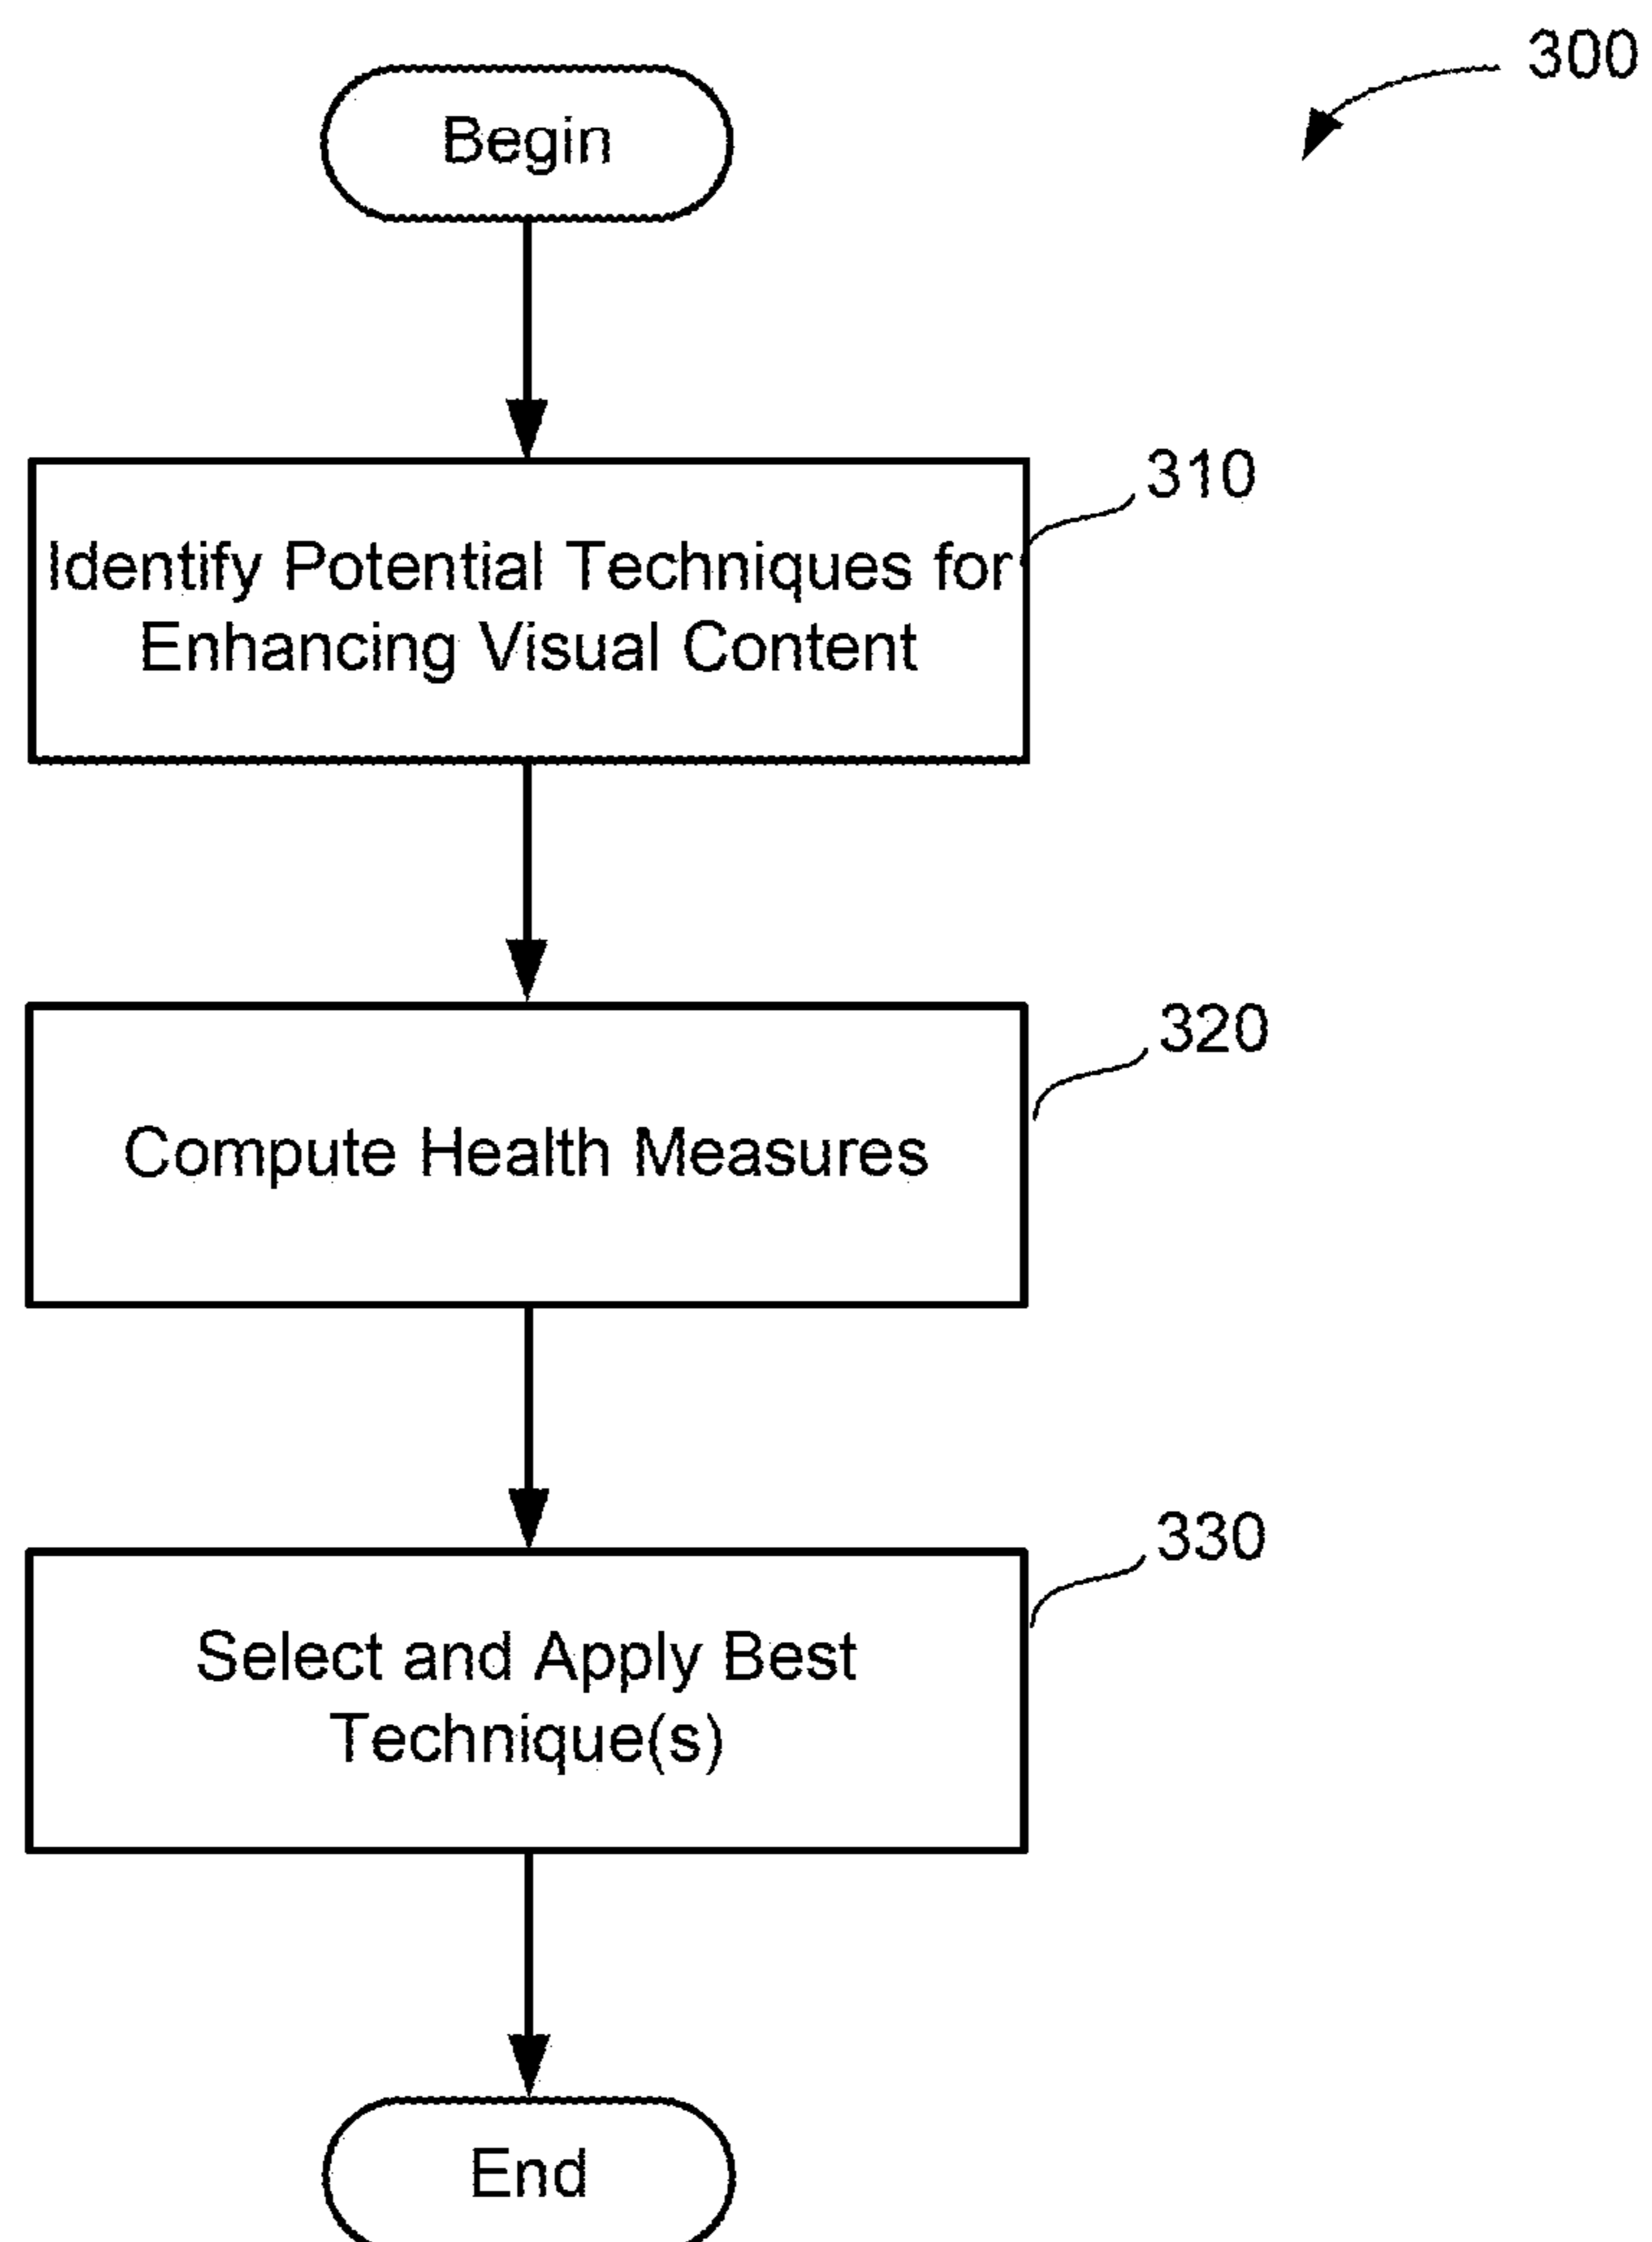 300
Begin
310
Identify Potential Techniques for
Enhancing Visual Content
320
Compute Health Measures
330
Select and Apply Best
Technique(s)
End